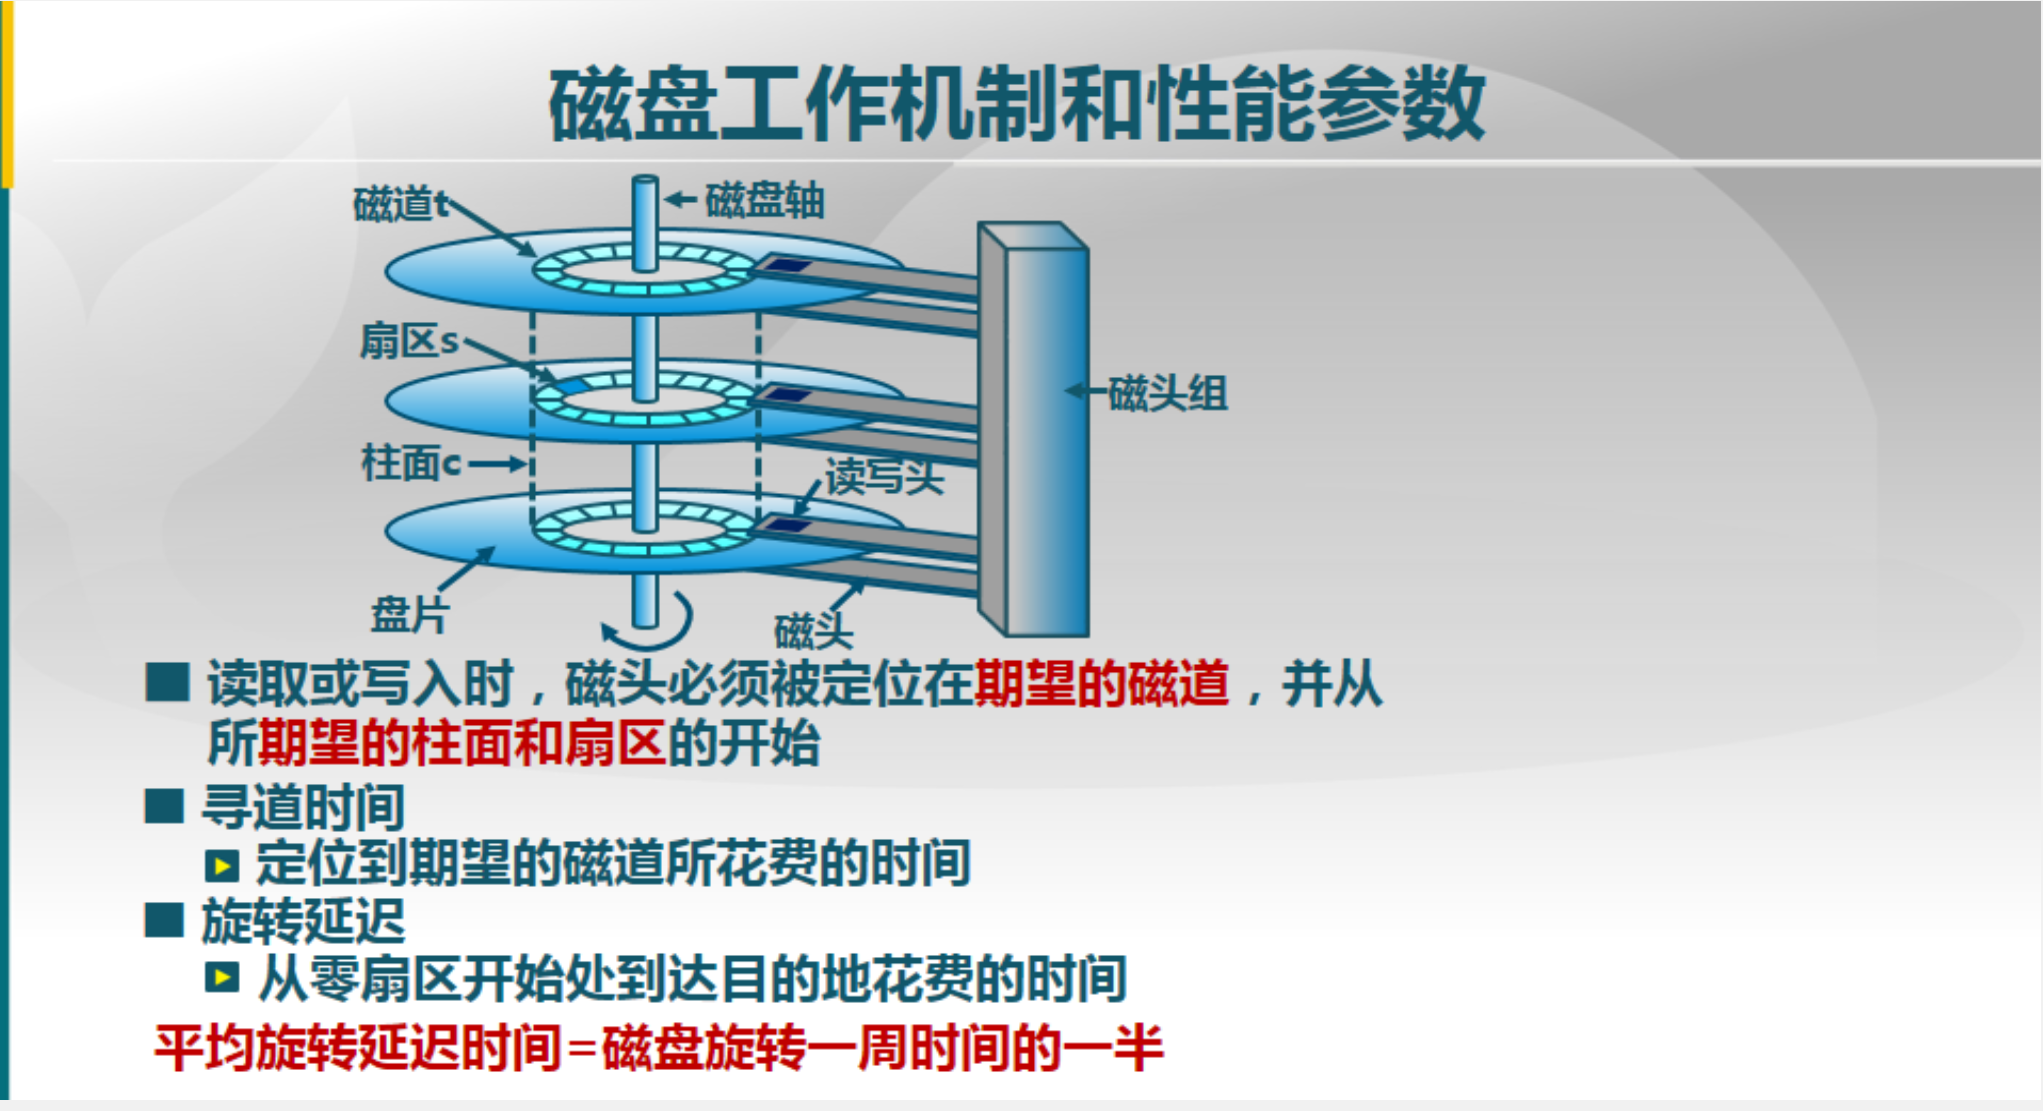 磁盘工作机制和性能参数
磁道t
磁盘轴
扇区s
磁头组
柱面c
读写头
盘片
磁头
读取或写入时，磁头必须被定位在期望的磁道，并从
所期望的柱面和扇区的开始
寻道时间
定位到期望的磁道所花费的时间
旋转延迟
从零扇区开始处到达目的地花费的时间
平均旋转延迟时间=磁盘旋转一周时间的一半